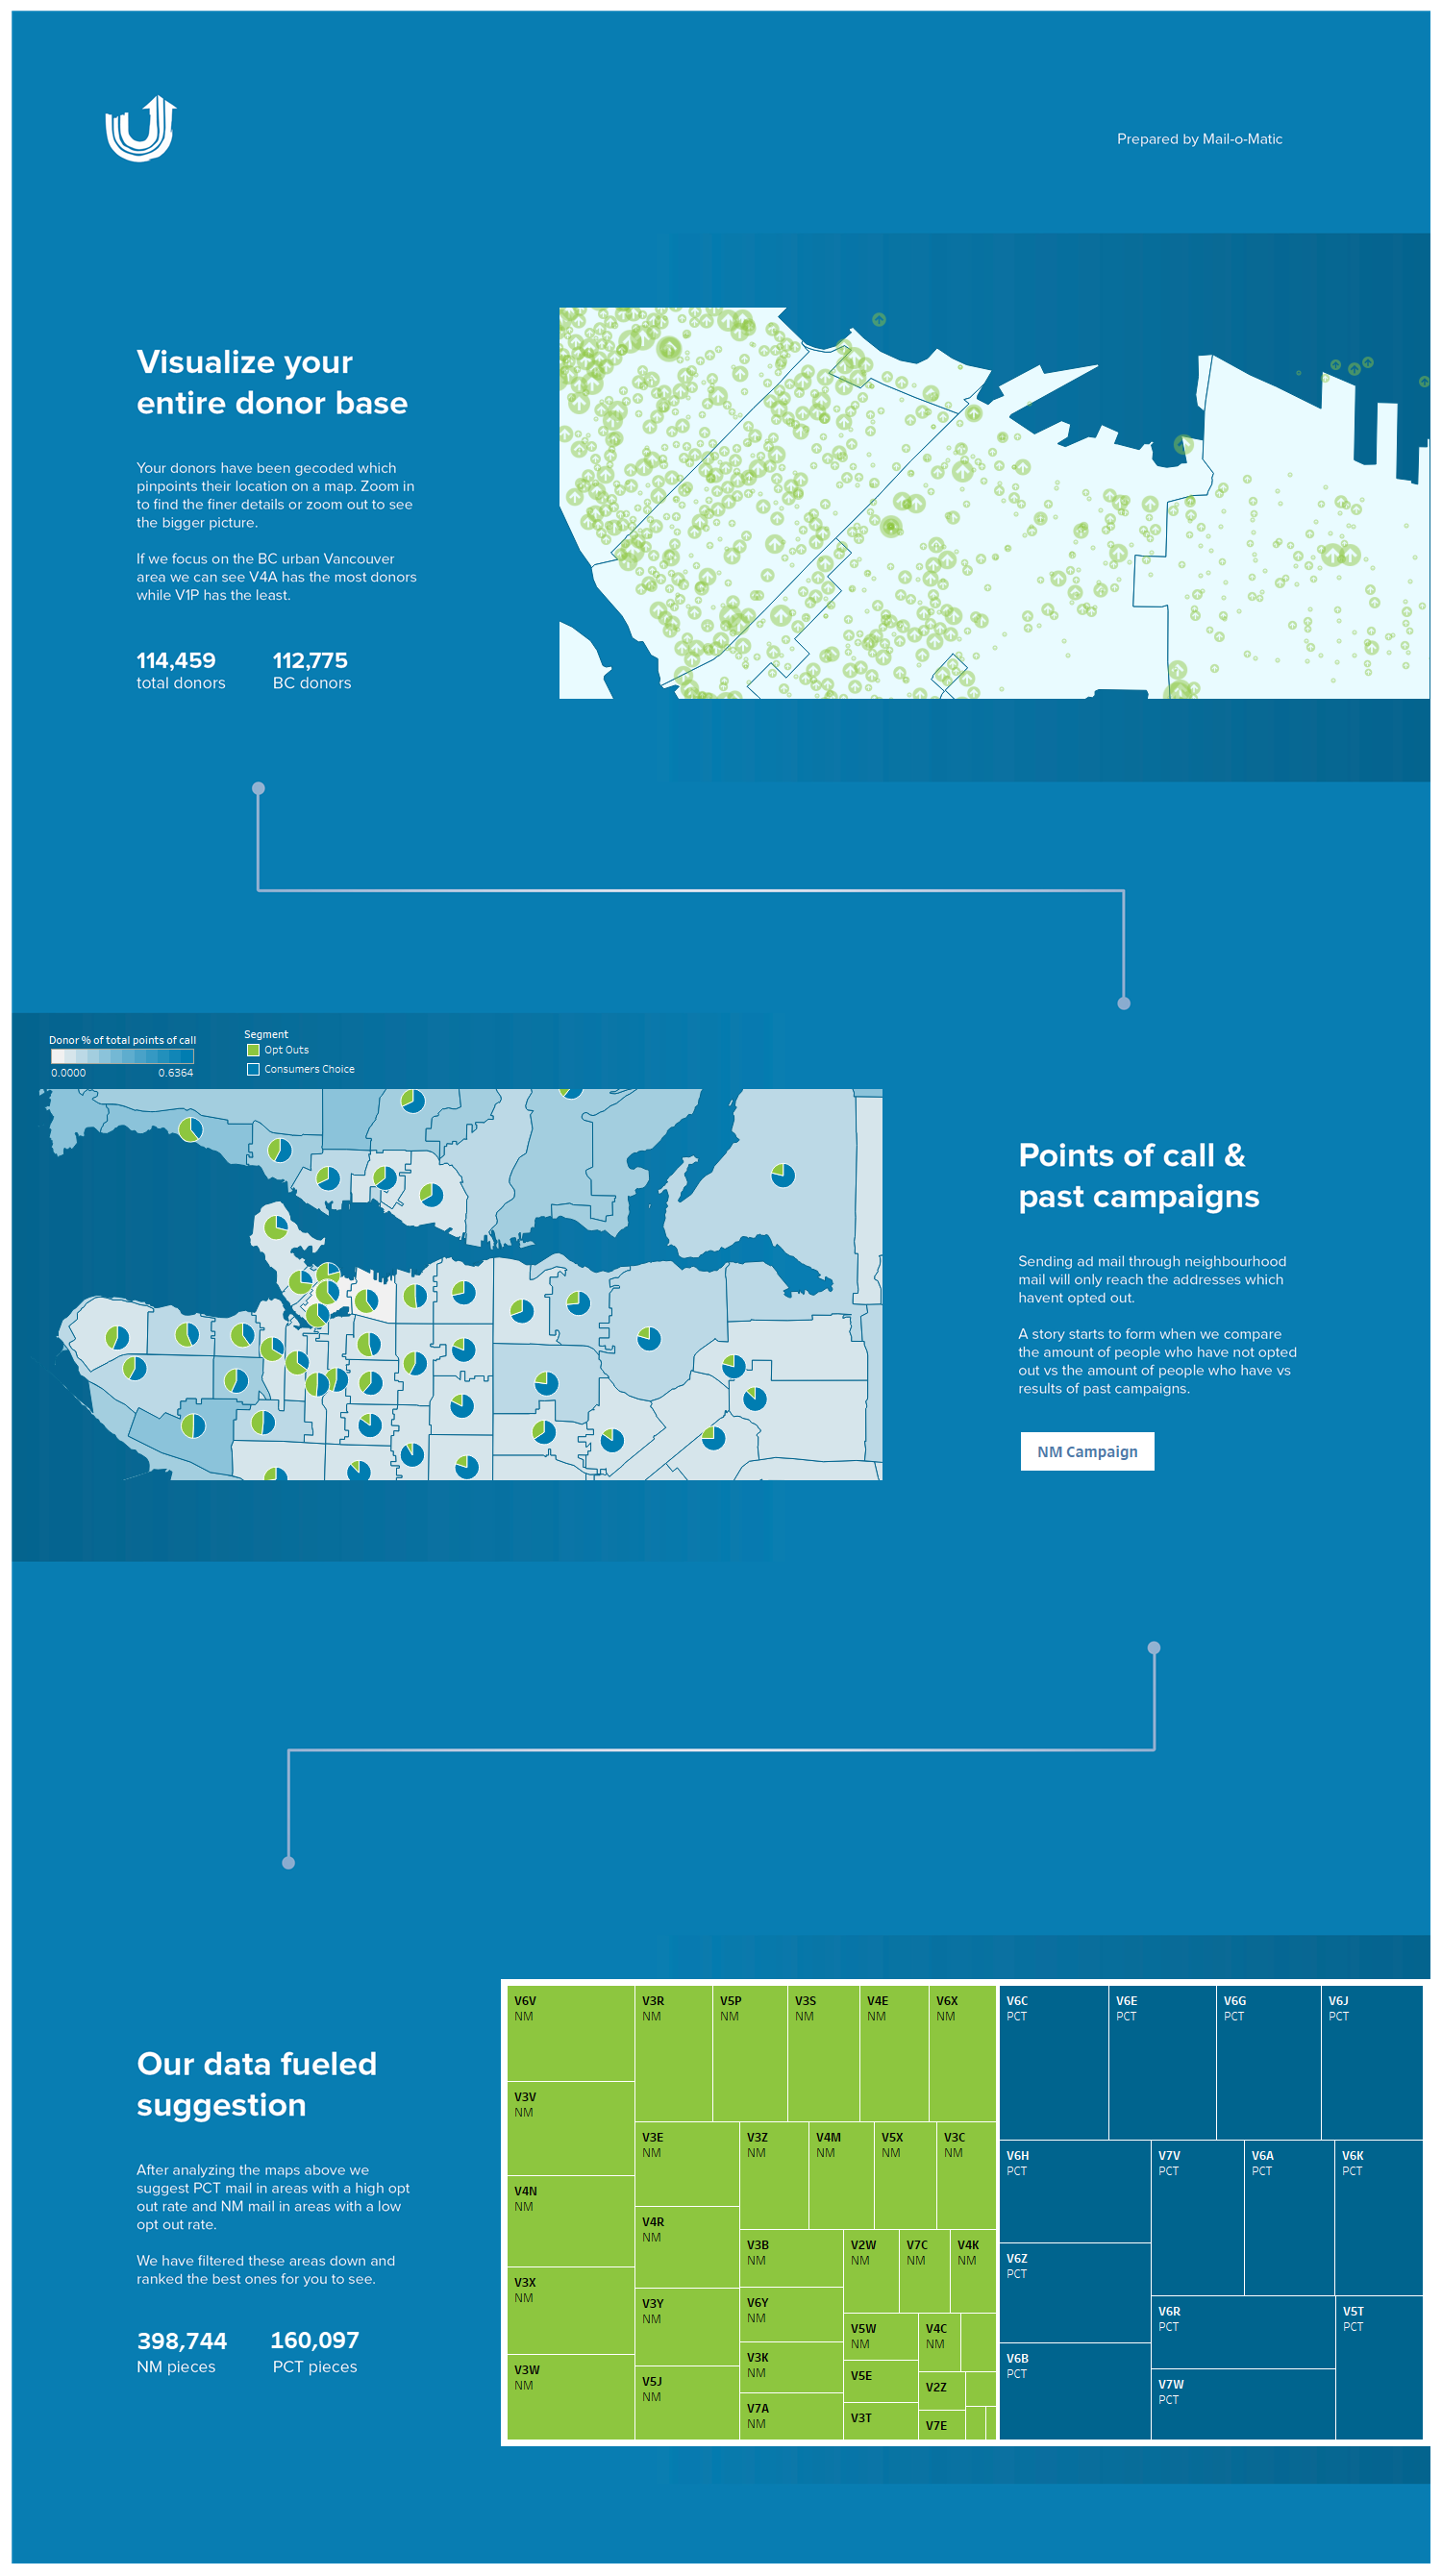 Prepared by Mail-o-Matic
Visualize your
entire donor base
Your donors have been gecoded which
pinpoints their location on a map. Zoom in
to find the finer details or zoom out to see
the bigger picture.
If we focus on the BC urban Vancouver
area we can see V4A has the most donors
while V1P has the least.
114,459 112,775
total donors BC donors
Donor % of total points of call
0.0000 0.6364
Segment
Opt Outs
Consumers Choice
Points of call &
past campaigns
Sending ad mail through neighbourhood
mail will only reach the addresses which
havent opted out.
A story starts to form when we compare
the amount of people who have not opted
out vs the amount of people who have vs
results of past campaigns.
NM Campaign
Our data fueled
suggestion
After analyzing the maps above we
suggest PCT mail in areas with a high opt
out rate and NM mail in areas with a low
opt out rate.
We have filtered these areas down and
ranked the best ones for you to see.
398,744 160,097
NM pieces PCT pieces
V6V
NM
V3V
NM
V4N
NM
V3X
NM
V3W
NM
V3R
NM
V5P
NM
V3S
NM
V4E
NM
V6X
NM
V3E
NM
V4R
NM
V3Y
NM
V5J
NM
V3Z
NM
V4M
NM
V5X
NM
V3C
NM
V3B
NM
V6Y
NM
V3K
NM
V7A
NM
V2W
NM
V7C
NM
V4K
NM
V5W
NM
V5E
V3T
V4C
NM
V2Z
V7E
V6C
PCT
V6E
PCT
V6G
PCT
V6J
PCT
V6H
PCT
V6Z
PCT
V6B
PCT
V7V
PCT
V6A
PCT
V6K
PCT
V6R
PCT
V7W
PCT
V5T
PCT